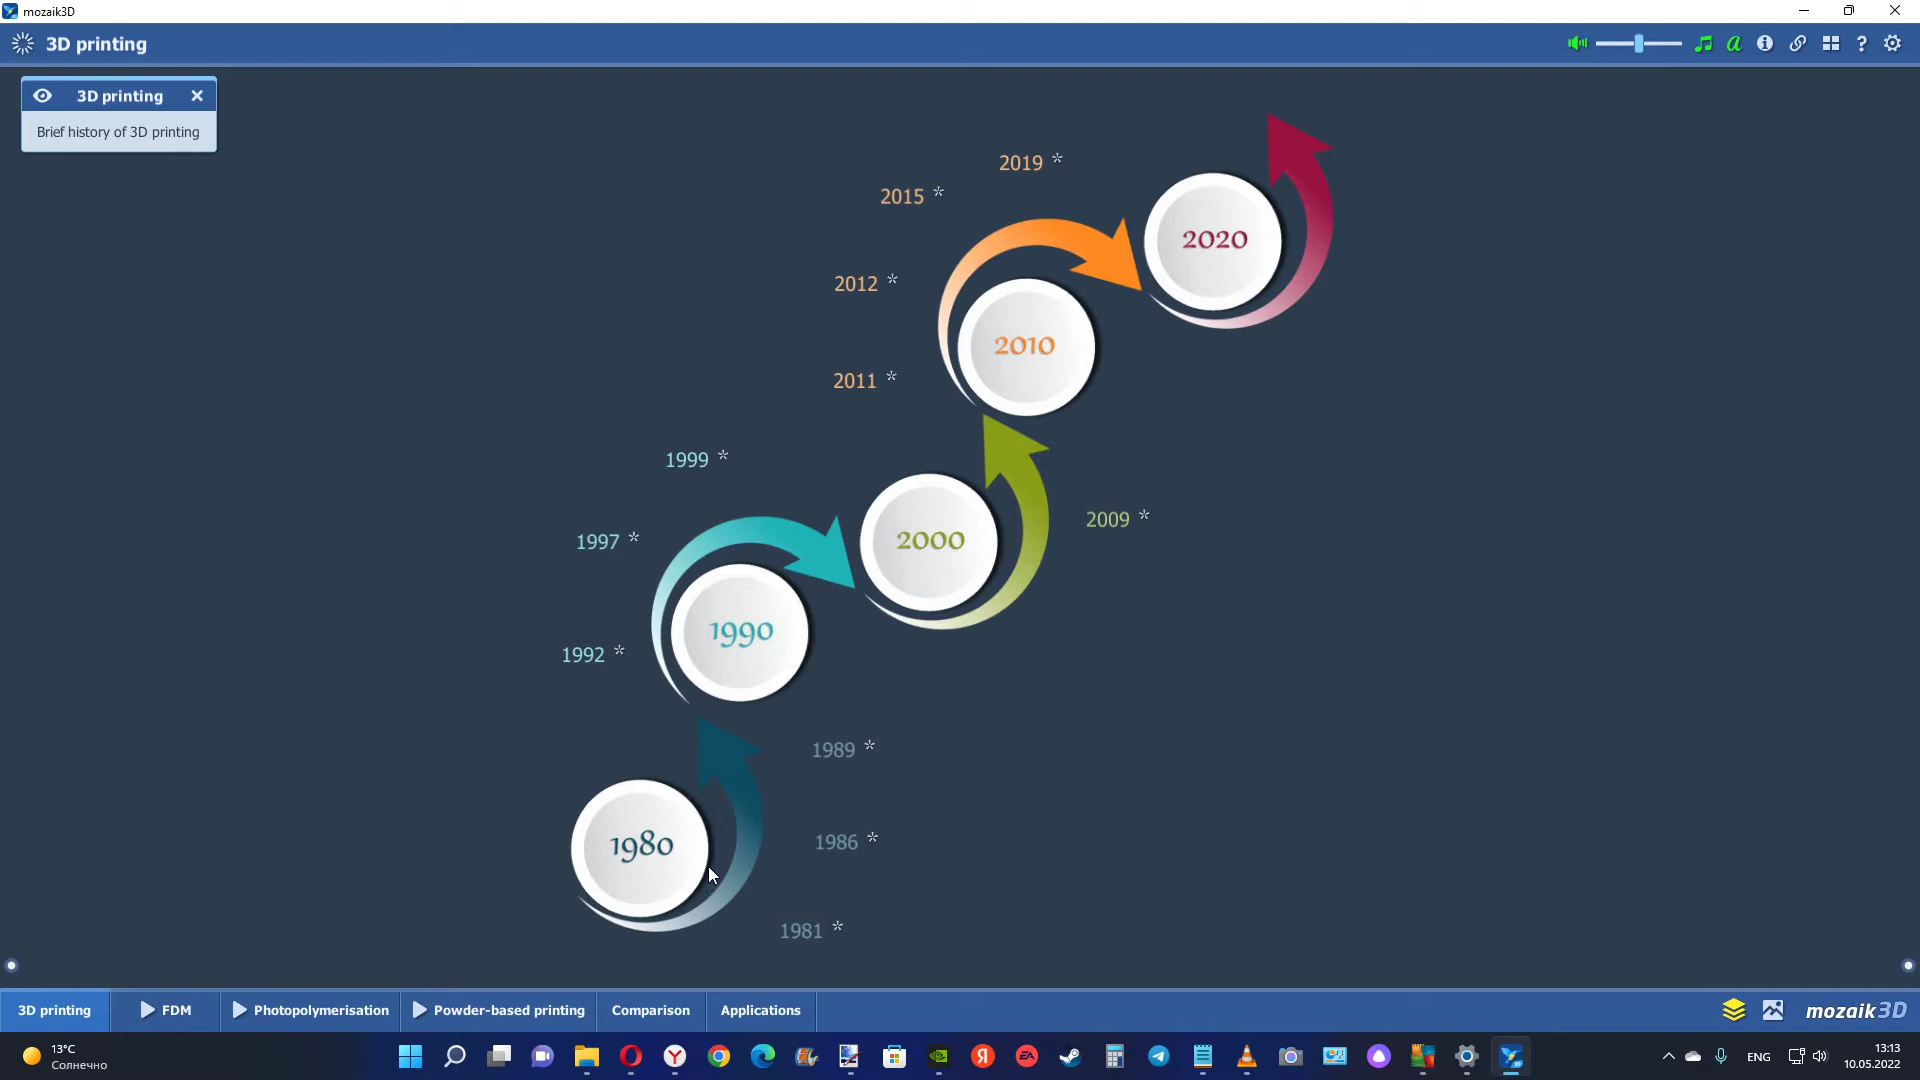 mozaik3D
3D printing
3D printing
Brief history of 3D printing
2019 *
2015 *
2020
2012 *
2010
2011 *
1999 *
2009 *
1997 *
2000
1990
1992 *
1989 *
1980
1986 *
1981 *
3D printing
FDM
Photopolymerisation
Powder-based printing
Comparison
Applications
mozaik3D
13°C
Солнечно
ENG
13:13
10.05.2022